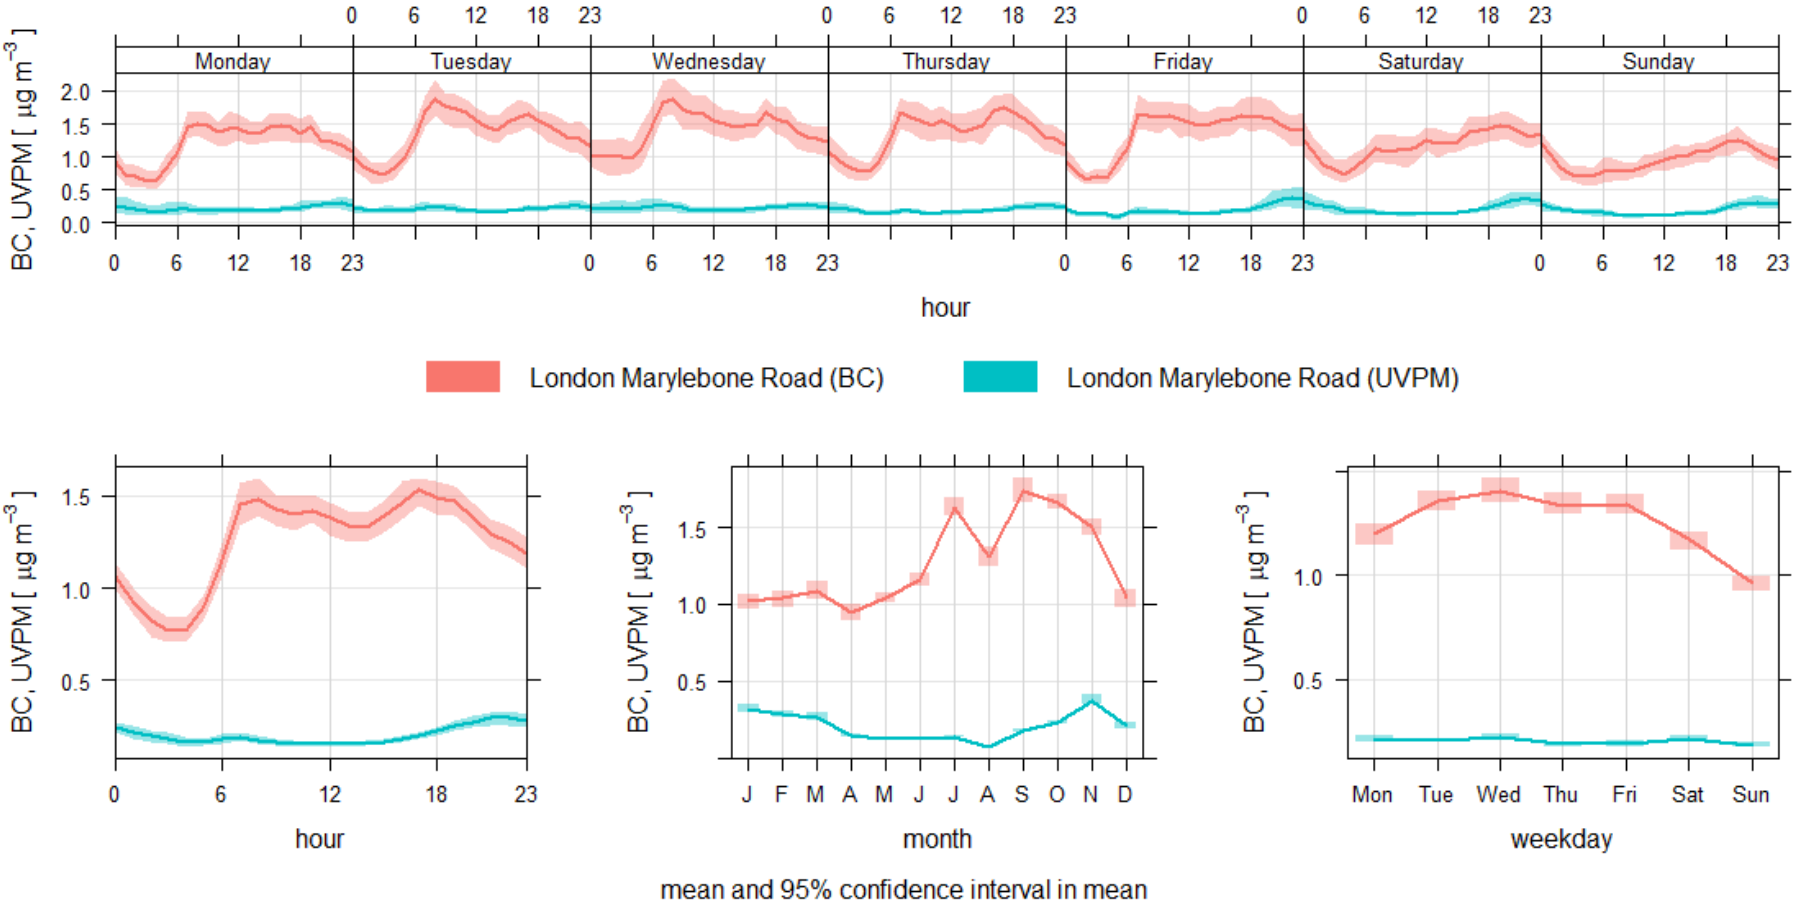 0 6 12 18 23 0 6 12 18 23 0 6 12 18 23
Monday Tuesday Wednesday Thursday Friday Saturday Sunday
BC, UVPM [ μg m⁻³ ]
2.0
1.5
1.0
0.5
0.0
0 6 12 18 23 0 6 12 18 23 0 6 12 18 23 0 6 12 18 23
hour
London Marylebone Road (BC) London Marylebone Road (UVPM)
BC, UVPM [ μg m⁻³ ]
1.5
1.0
0.5
0 6 12 18 23
hour
BC, UVPM [ μg m⁻³ ]
1.5
1.0
0.5
J F M A M J J A S O N D
month
BC, UVPM [ μg m⁻³ ]
1.0
0.5
Mon Tue Wed Thu Fri Sat Sun
weekday
mean and 95% confidence interval in mean